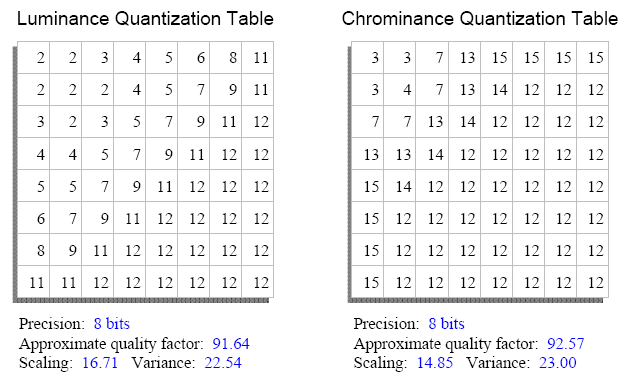 Luminance Quantization Table
2 2 3 4 5 6 8 11
2 2 2 4 5 7 9 11
3 2 3 5 7 9 11 12
4 4 5 7 9 11 12 12
5 5 7 9 11 12 12 12
6 7 9 11 12 12 12 12
8 9 11 12 12 12 12 12
11 11 12 12 12 12 12 12
Precision: 8 bits
Approximate quality factor: 91.64
Scaling: 16.71 Variance: 22.54
Chrominance Quantization Table
3 3 7 13 15 15 15 15
3 4 7 13 14 12 12 12
7 7 13 14 12 12 12 12
13 13 14 12 12 12 12 12
15 14 12 12 12 12 12 12
15 12 12 12 12 12 12 12
15 12 12 12 12 12 12 12
15 12 12 12 12 12 12 12
Precision: 8 bits
Approximate quality factor: 92.57
Scaling: 14.85 Variance: 23.00